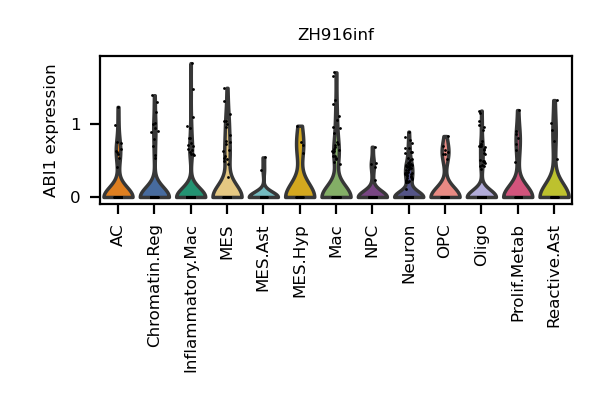 ZH916inf
ABI1 expression
1
0
AC
Chromatin.Reg
Inflammatory.Mac
MES
MES.Ast
MES.Hyp
Mac
NPC
Neuron
OPC
Oligo
Prolif.Metab
Reactive.Ast